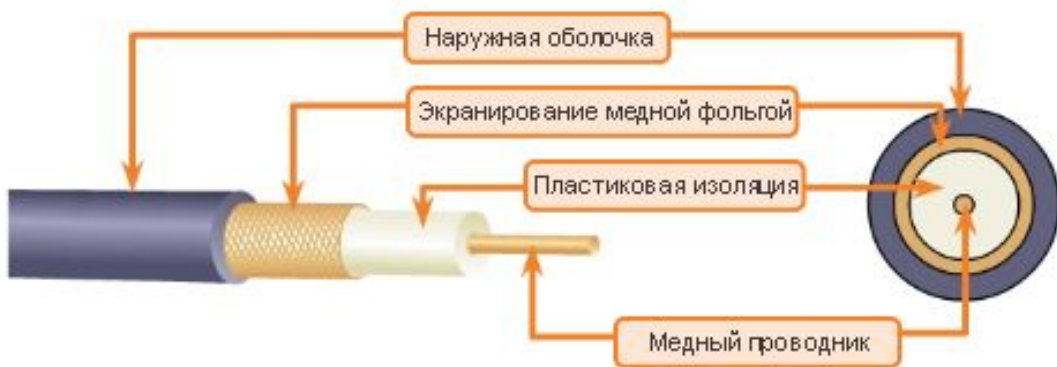 Наружная оболочка
Экранирование медной фольгой
Пластиковая изоляция
Медный проводник